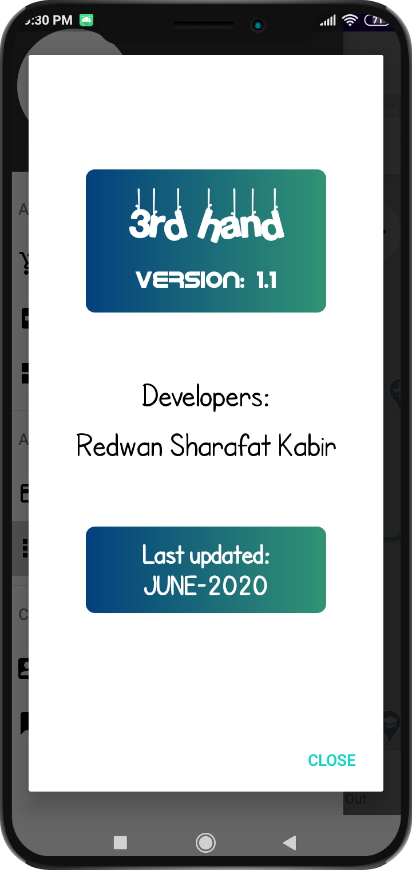 :30 PM
71
3rd hand
VERSION: 1.1
Developers:
Redwan Sharafat Kabir
Last updated:
JUNE-2020
CLOSE
Out